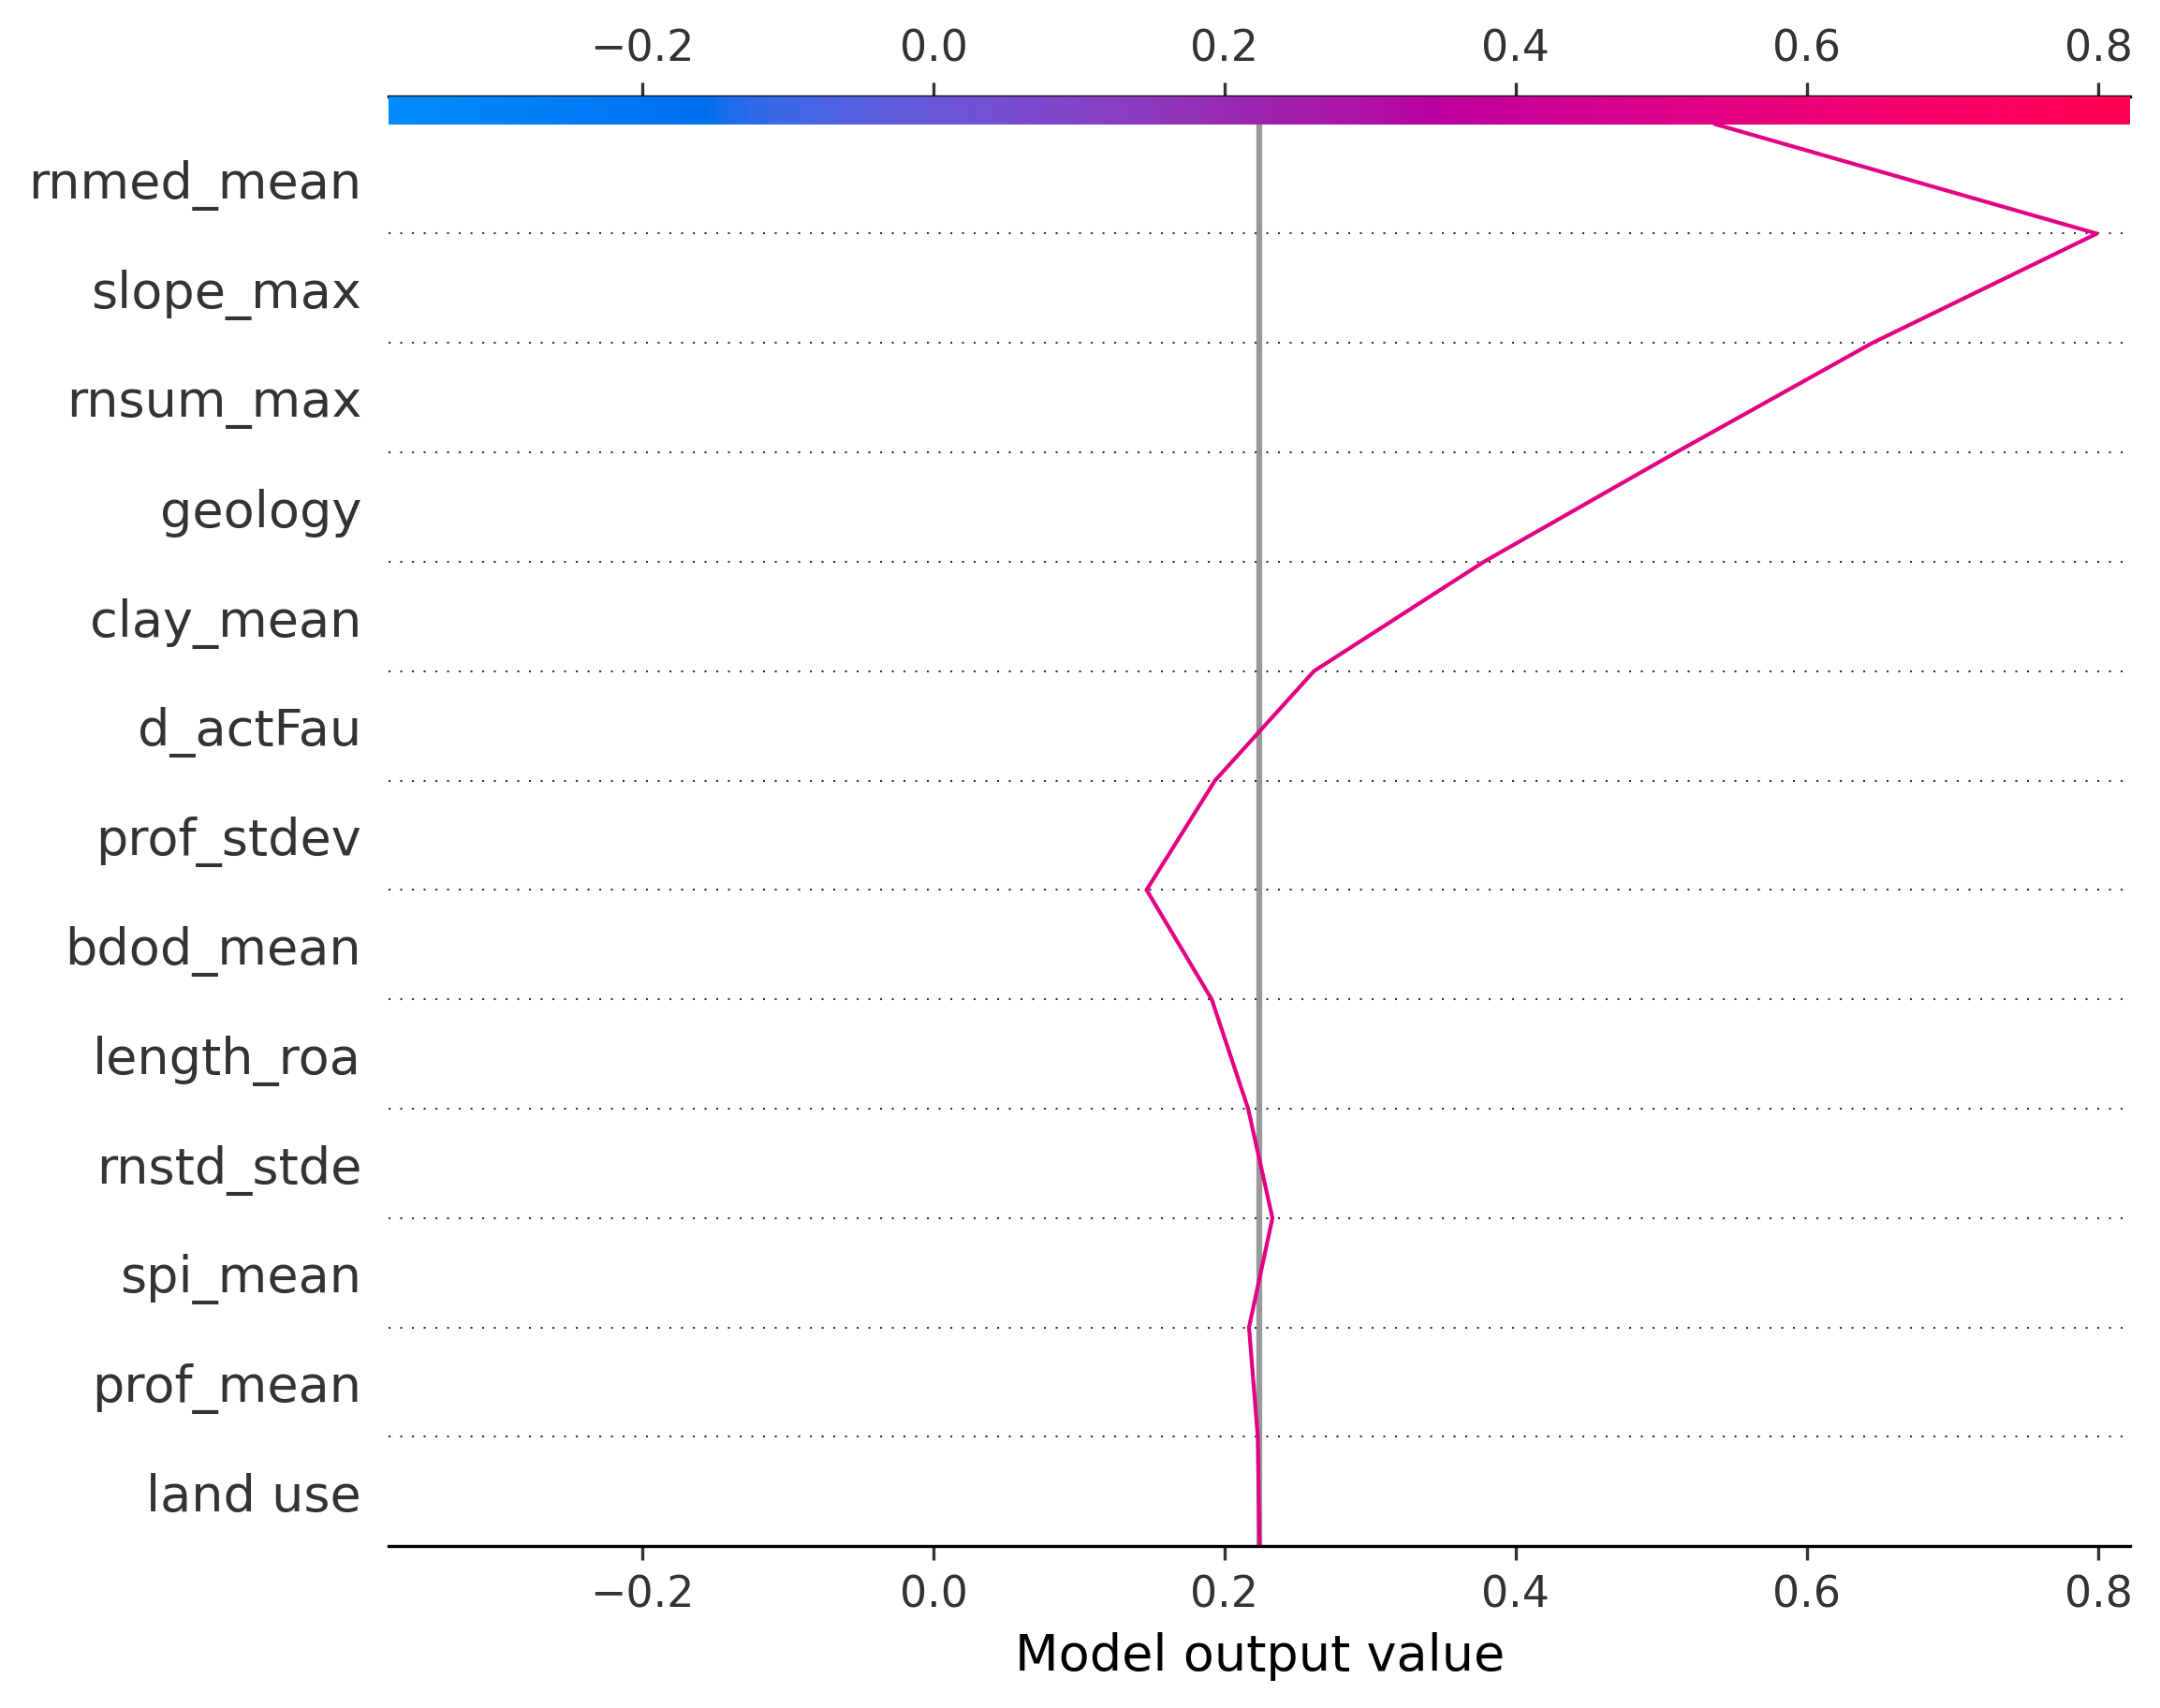 −0.2 0.0 0.2 0.4 0.6 0.8
rnmed_mean
slope_max
rnsum_max
geology
clay_mean
d_actFau
prof_stdev
bdod_mean
length_roa
rnstd_stde
spi_mean
prof_mean
land use
−0.2 0.0 0.2 0.4 0.6 0.8
Model output value